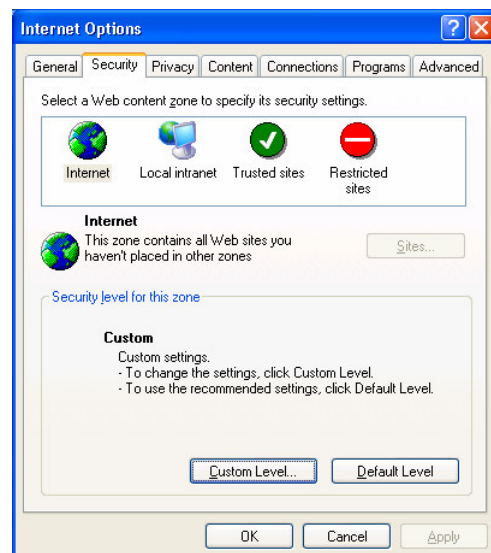 Internet Options
General Security Privacy Content Connections Programs Advanced
Select a Web content zone to specify its security settings.
Internet Local intranet Trusted sites Restricted
sites
Internet
This zone contains all Web sites you
haven't placed in other zones
Sites...
Security level for this zone
Custom
Custom settings.
- To change the settings, click Custom Level.
- To use the recommended settings, click Default Level.
Custom Level... Default Level
OK Cancel Apply